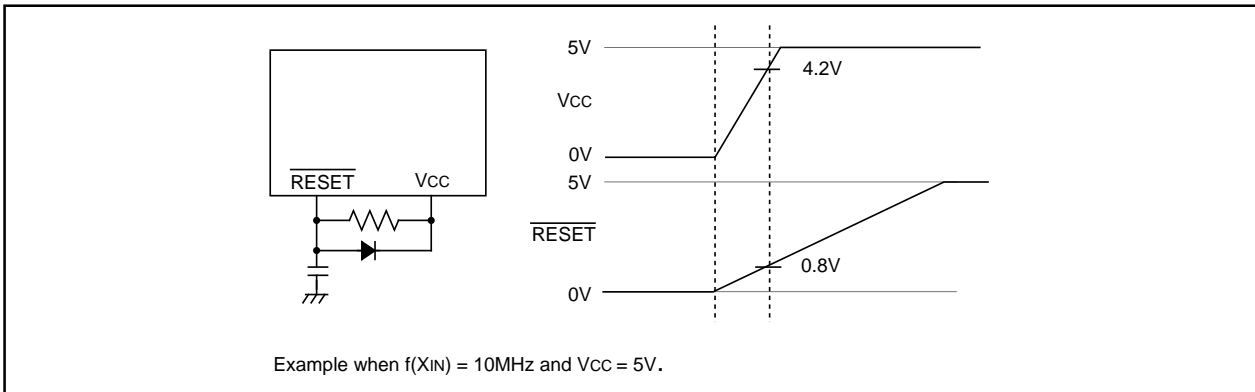 RESET VCC
5V
4.2V
VCC
0V
5V
RESET
0.8V
0V
Example when f(XIN) = 10MHz and VCC = 5V.